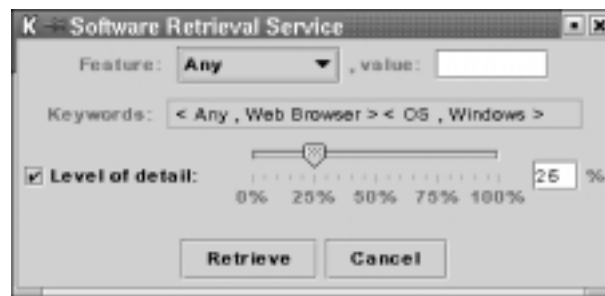 K Software Retrieval Service
Feature: Any , value:
Keywords: < Any , Web Browser > < OS , Windows >
Level of detail: 25 %
0% 25% 50% 75% 100%
Retrieve Cancel